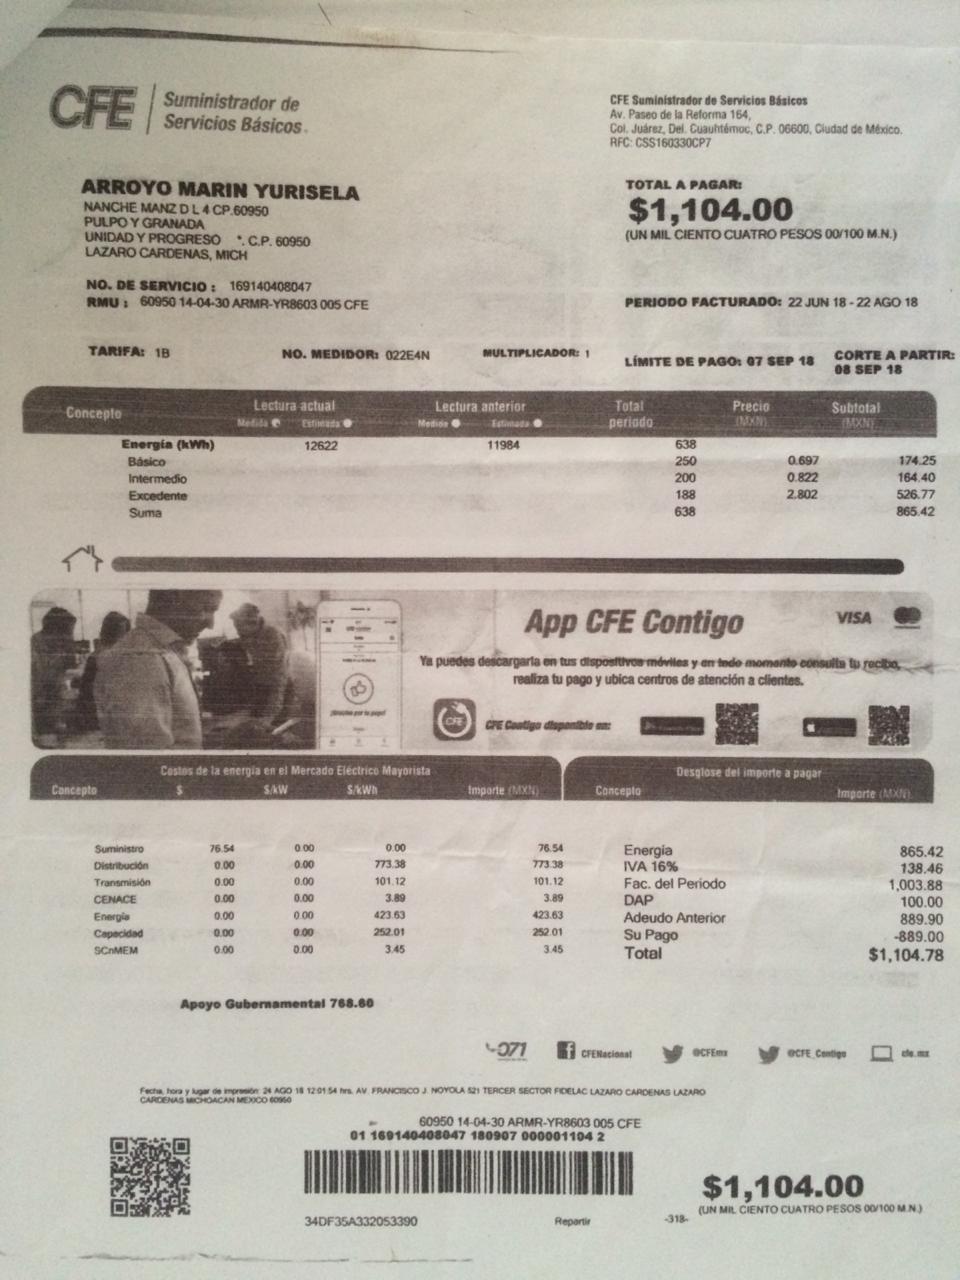 CFE Suministrador de
Servicios Básicos.
CFE Suministrador de Servicios Básicos
Av. Paseo de la Reforma 164,
Col. Juárez, Del. Cuauhtémoc, C.P. 06600, Ciudad de México.
RFC: CSS160330CP7
ARROYO MARIN YURISELA
NANCHE MANZ D L 4 CP.60950
PULPO Y GRANADA
UNIDAD Y PROGRESO *. C.P. 60950
LAZARO CARDENAS, MICH
TOTAL A PAGAR:
$1,104.00
(UN MIL CIENTO CUATRO PESOS 00/100 M.N.)
NO. DE SERVICIO : 169140408047
RMU : 60950 14-04-30 ARMR-YR8603 005 CFE
PERIODO FACTURADO: 22 JUN 18 - 22 AGO 18
TARIFA: 1B NO. MEDIDOR: 022E4N MULTIPLICADOR: 1
LÍMITE DE PAGO: 07 SEP 18 CORTE A PARTIR:
08 SEP 18
Concepto Lectura actual Lectura anterior Total periodo Precio (MXN) Subtotal (MXN)
Medida Estimada Medida Estimada
Energía (kWh) 12622 11984 638
Básico 250 0.697 174.25
Intermedio 200 0.822 164.40
Excedente 188 2.802 526.77
Suma 638 865.42
App CFE Contigo VISA
Ya puedes descargarla en tus dispositivos móviles y en todo momento consulta tu recibo,
realiza tu pago y ubica centros de atención a clientes.
CFE
CFE Contigo disponible en:
Costos de la energía en el Mercado Eléctrico Mayorista
Concepto $ $/kW $/kWh Importe (MXN)
Suministro 76.54 0.00 0.00 76.54
Distribución 0.00 0.00 773.38 773.38
Transmisión 0.00 0.00 101.12 101.12
CENACE 0.00 0.00 3.89 3.89
Energía 0.00 0.00 423.63 423.63
Capacidad 0.00 0.00 252.01 252.01
SCnMEM 0.00 0.00 3.45 3.45
Desglose del importe a pagar
Concepto Importe (MXN)
Energía 865.42
IVA 16% 138.46
Fac. del Periodo 1,003.88
DAP 100.00
Adeudo Anterior 889.90
Su Pago -889.00
Total $1,104.78
Apoyo Gubernamental 768.60
071 CFENacional @CFEmx @CFE_Contigo cfe.mx
Fecha, hora y lugar de impresión: 24 AGO 18 12:01:54 hrs. AV. FRANCISCO J. NOYOLA 521 TERCER SECTOR FIDELAC LAZARO CARDENAS LAZARO
CARDENAS MICHOACAN MEXICO 60950
60950 14-04-30 ARMR-YR8603 005 CFE
01 169140408047 180907 000001104 2
34DF35A332053390 Repartir -318-
$1,104.00
(UN MIL CIENTO CUATRO PESOS 00/100 M.N.)